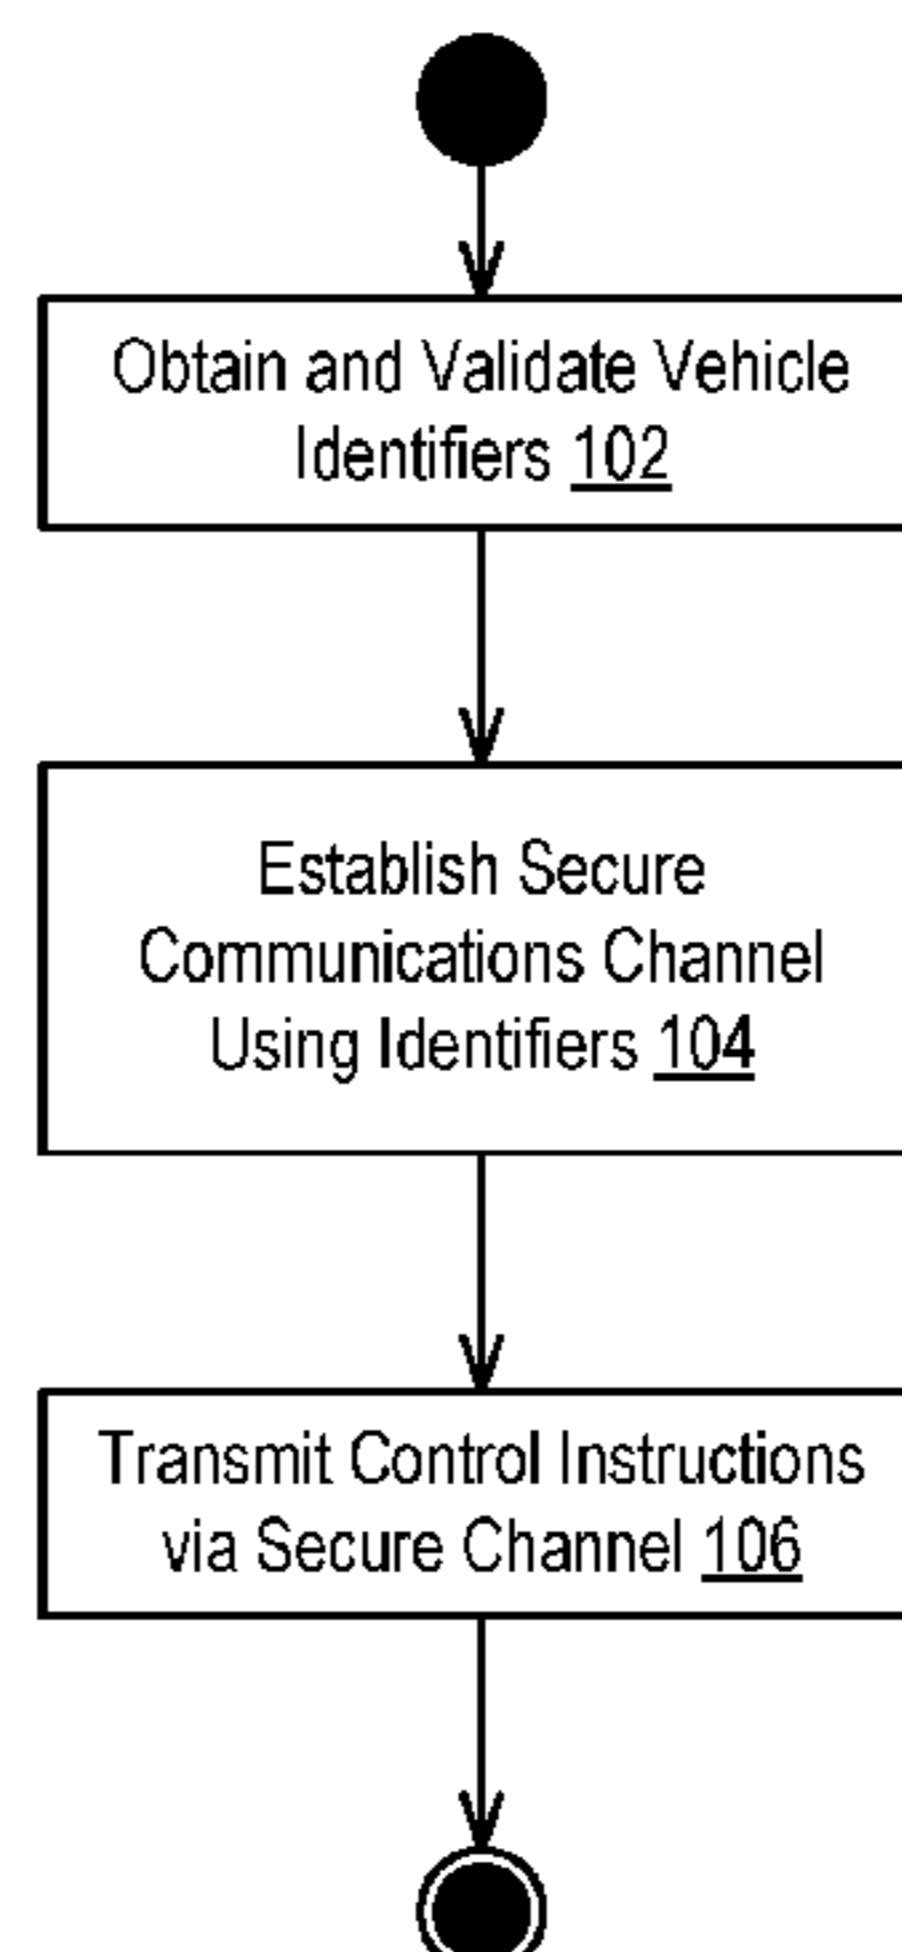 Obtain and Validate Vehicle
Identifiers 102
Establish Secure
Communications Channel
Using Identifiers 104
Transmit Control Instructions
via Secure Channel 106